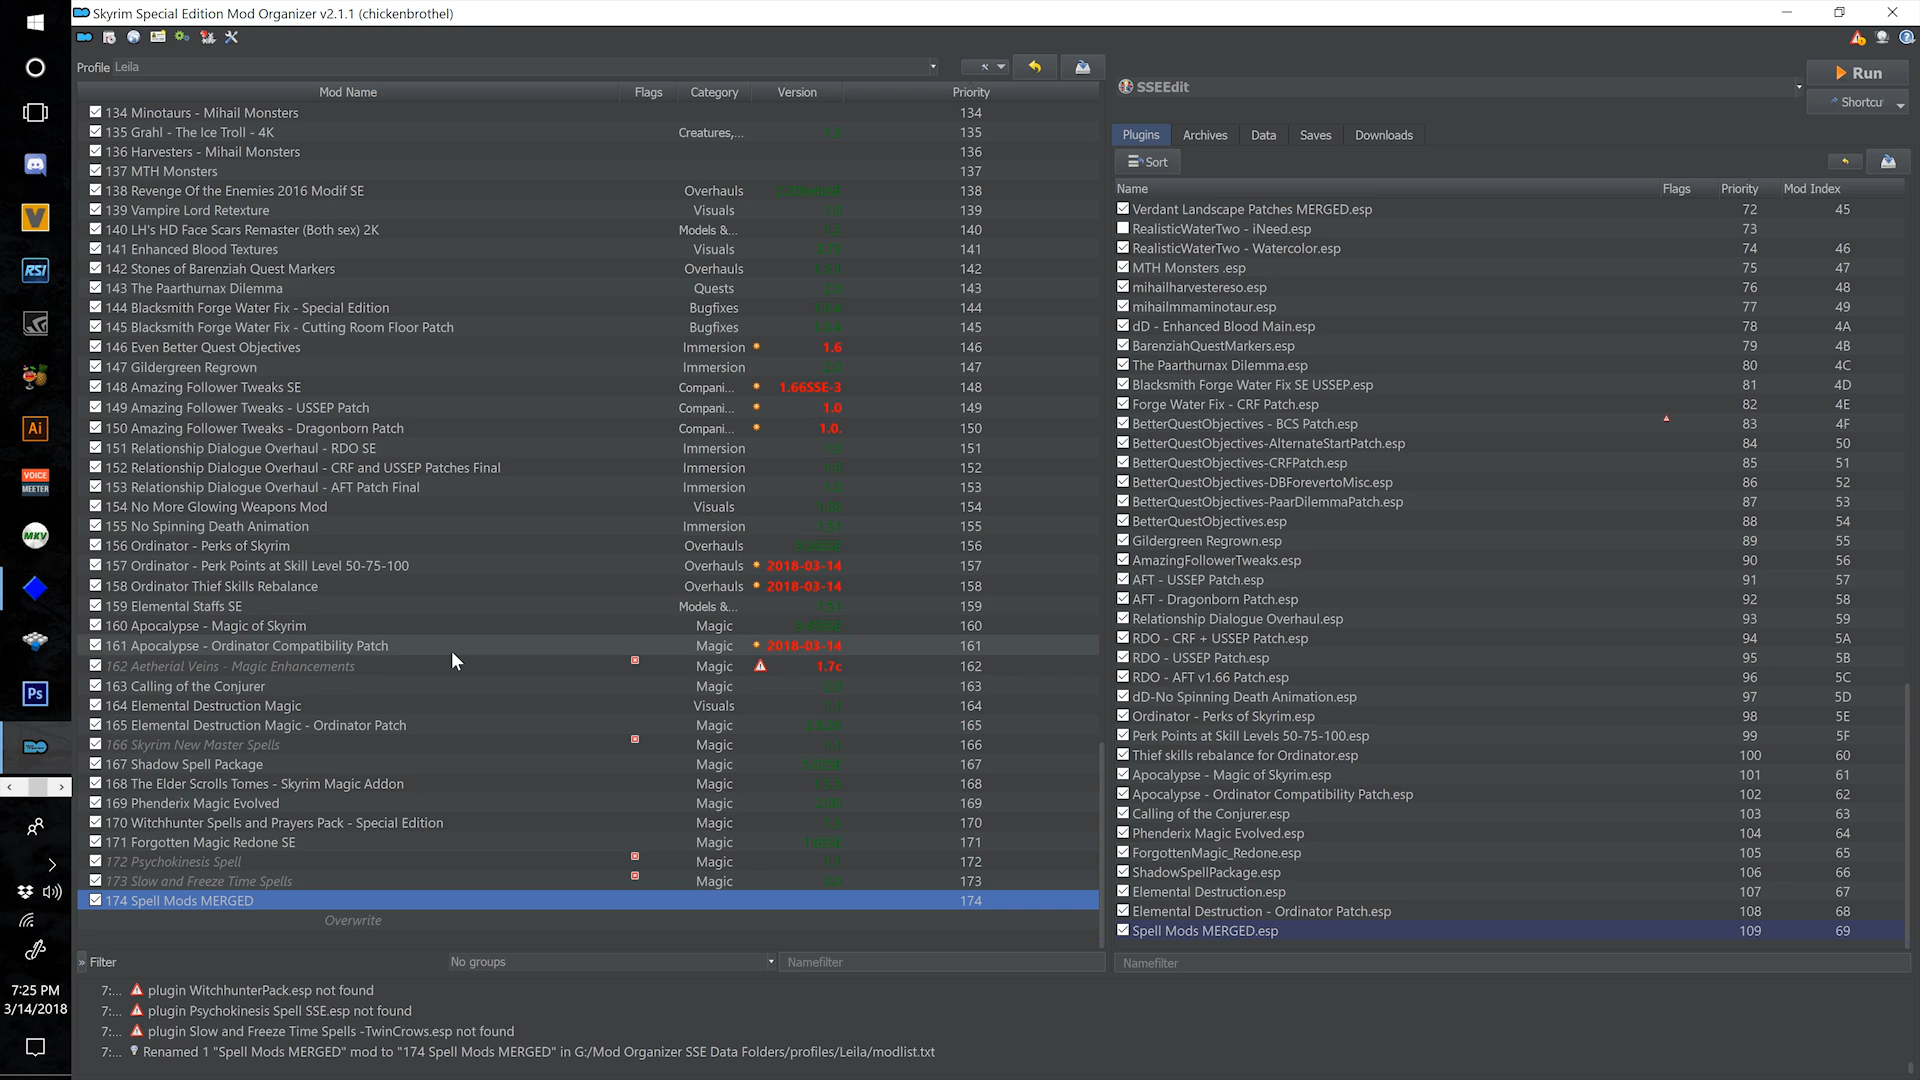 Skyrim Special Edition Mod Organizer v2.1.1 (chickenbrothel)
Profile Leila
Mod Name Flags Category Version Priority
134 Minotaurs - Mihail Monsters 134
135 Grahl - The Ice Troll - 4K Creatures,... 135
136 Harvesters - Mihail Monsters 136
137 MTH Monsters 137
138 Revenge Of the Enemies 2016 Modif SE Overhauls 138
139 Vampire Lord Retexture Visuals 139
140 LH's HD Face Scars Remaster (Both sex) 2K Models &... 140
141 Enhanced Blood Textures Visuals 141
142 Stones of Barenziah Quest Markers Overhauls 142
143 The Paarthurnax Dilemma Quests 143
144 Blacksmith Forge Water Fix - Special Edition Bugfixes 144
145 Blacksmith Forge Water Fix - Cutting Room Floor Patch Bugfixes 145
146 Even Better Quest Objectives Immersion 1.6 146
147 Gildergreen Regrown Immersion 147
148 Amazing Follower Tweaks SE Compani... 1.66SSE-3 148
149 Amazing Follower Tweaks - USSEP Patch Compani... 1.0 149
150 Amazing Follower Tweaks - Dragonborn Patch Compani... 1.0. 150
151 Relationship Dialogue Overhaul - RDO SE Immersion 151
152 Relationship Dialogue Overhaul - CRF and USSEP Patches Final Immersion 152
153 Relationship Dialogue Overhaul - AFT Patch Final Immersion 153
154 No More Glowing Weapons Mod Visuals 154
155 No Spinning Death Animation Immersion 155
156 Ordinator - Perks of Skyrim Overhauls 156
157 Ordinator - Perk Points at Skill Level 50-75-100 Overhauls 2018-03-14 157
158 Ordinator Thief Skills Rebalance Overhauls 2018-03-14 158
159 Elemental Staffs SE Models &... 159
160 Apocalypse - Magic of Skyrim Magic 160
161 Apocalypse - Ordinator Compatibility Patch Magic 2018-03-14 161
162 Aetherial Veins - Magic Enhancements Magic 1.7c 162
163 Calling of the Conjurer Magic 163
164 Elemental Destruction Magic Visuals 164
165 Elemental Destruction Magic - Ordinator Patch Magic 165
166 Skyrim New Master Spells Magic 166
167 Shadow Spell Package Magic 167
168 The Elder Scrolls Tomes - Skyrim Magic Addon Magic 168
169 Phenderix Magic Evolved Magic 169
170 Witchhunter Spells and Prayers Pack - Special Edition Magic 170
171 Forgotten Magic Redone SE Magic 171
172 Psychokinesis Spell Magic 172
173 Slow and Freeze Time Spells Magic 173
174 Spell Mods MERGED 174
Overwrite
» Filter No groups Namefilter
7:... plugin WitchhunterPack.esp not found
7:... plugin Psychokinesis Spell SSE.esp not found
7:... plugin Slow and Freeze Time Spells -TwinCrows.esp not found
7:... Renamed 1 "Spell Mods MERGED" mod to "174 Spell Mods MERGED" in G:/Mod Organizer SSE Data Folders/profiles/Leila/modlist.txt
SSEEdit
Run
Shortcu
Plugins Archives Data Saves Downloads
Sort
Name Flags Priority Mod Index
Verdant Landscape Patches MERGED.esp 72 45
RealisticWaterTwo - iNeed.esp 73
RealisticWaterTwo - Watercolor.esp 74 46
MTH Monsters .esp 75 47
mihailharvestereso.esp 76 48
mihailmmaminotaur.esp 77 49
dD - Enhanced Blood Main.esp 78 4A
BarenziahQuestMarkers.esp 79 4B
The Paarthurnax Dilemma.esp 80 4C
Blacksmith Forge Water Fix SE USSEP.esp 81 4D
Forge Water Fix - CRF Patch.esp 82 4E
BetterQuestObjectives - BCS Patch.esp 83 4F
BetterQuestObjectives-AlternateStartPatch.esp 84 50
BetterQuestObjectives-CRFPatch.esp 85 51
BetterQuestObjectives-DBForevertoMisc.esp 86 52
BetterQuestObjectives-PaarDilemmaPatch.esp 87 53
BetterQuestObjectives.esp 88 54
Gildergreen Regrown.esp 89 55
AmazingFollowerTweaks.esp 90 56
AFT - USSEP Patch.esp 91 57
AFT - Dragonborn Patch.esp 92 58
Relationship Dialogue Overhaul.esp 93 59
RDO - CRF + USSEP Patch.esp 94 5A
RDO - USSEP Patch.esp 95 5B
RDO - AFT v1.66 Patch.esp 96 5C
dD-No Spinning Death Animation.esp 97 5D
Ordinator - Perks of Skyrim.esp 98 5E
Perk Points at Skill Levels 50-75-100.esp 99 5F
Thief skills rebalance for Ordinator.esp 100 60
Apocalypse - Magic of Skyrim.esp 101 61
Apocalypse - Ordinator Compatibility Patch.esp 102 62
Calling of the Conjurer.esp 103 63
Phenderix Magic Evolved.esp 104 64
ForgottenMagic_Redone.esp 105 65
ShadowSpellPackage.esp 106 66
Elemental Destruction.esp 107 67
Elemental Destruction - Ordinator Patch.esp 108 68
Spell Mods MERGED.esp 109 69
Namefilter
RSI
Ai
VOICE
MEETER
MKV
Ps
7:25 PM
3/14/2018